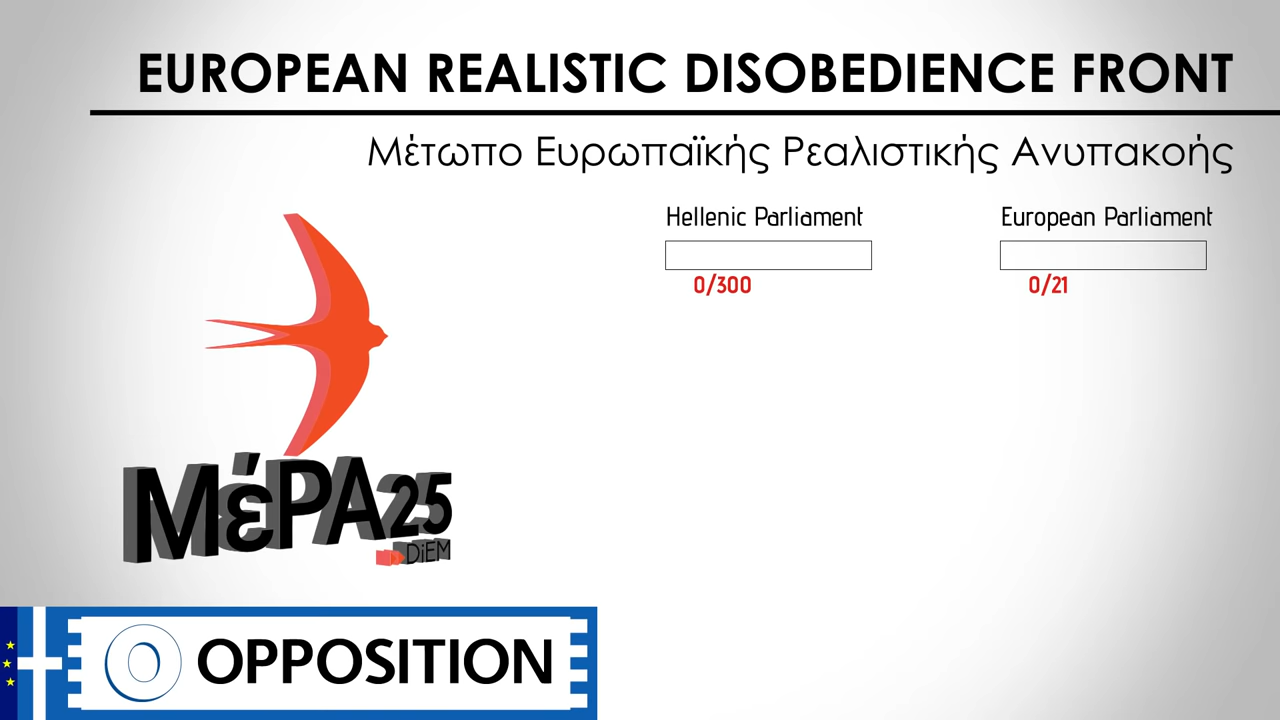 EUROPEAN REALISTIC DISOBEDIENCE FRONT
Μέτωπο Ευρωπαϊκής Ρεαλιστικής Ανυπακοής
Hellenic Parliament
0/300
European Parliament
0/21
ΜέΡΑ25
DiEM
O OPPOSITION